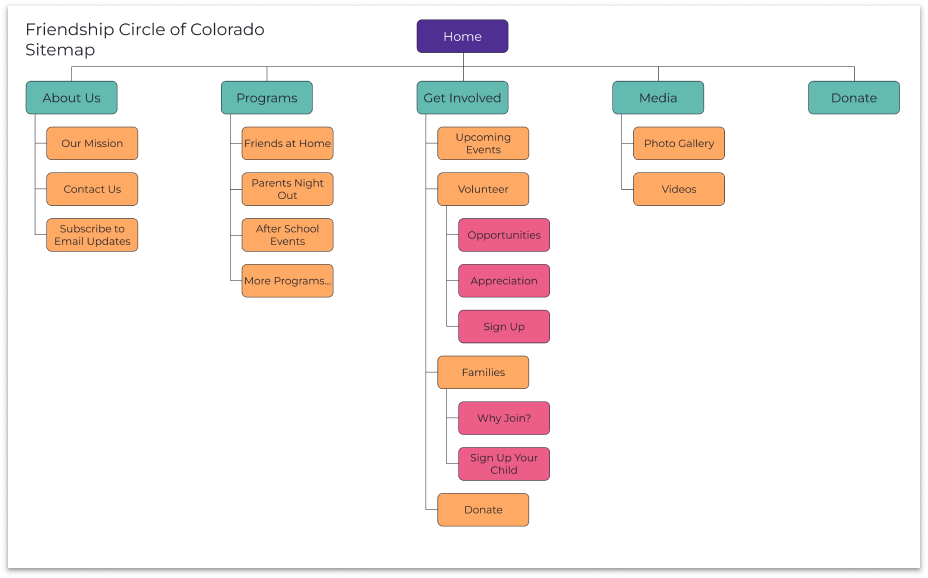 Friendship Circle of Colorado
Sitemap
Home
About Us
Programs
Get Involved
Media
Donate
Our Mission
Contact Us
Subscribe to
Email Updates
Friends at Home
Parents Night
Out
After School
Events
More Programs...
Upcoming
Events
Volunteer
Opportunities
Appreciation
Sign Up
Families
Why Join?
Sign Up Your
Child
Donate
Photo Gallery
Videos